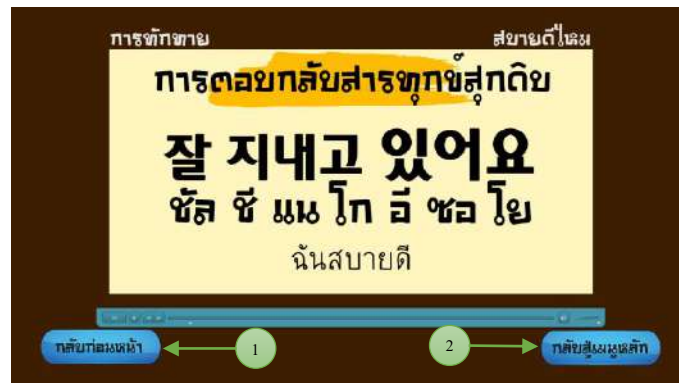 การทักทาย
สบายดีไหม
การตอบกลับสารทุกข์สุกดิบ
잘 지내고 있어요
ชัล ชี แน โก อี ซอ โย
ฉันสบายดี
กลับก่อนหน้า
1
2
กลับสู่เมนูหลัก